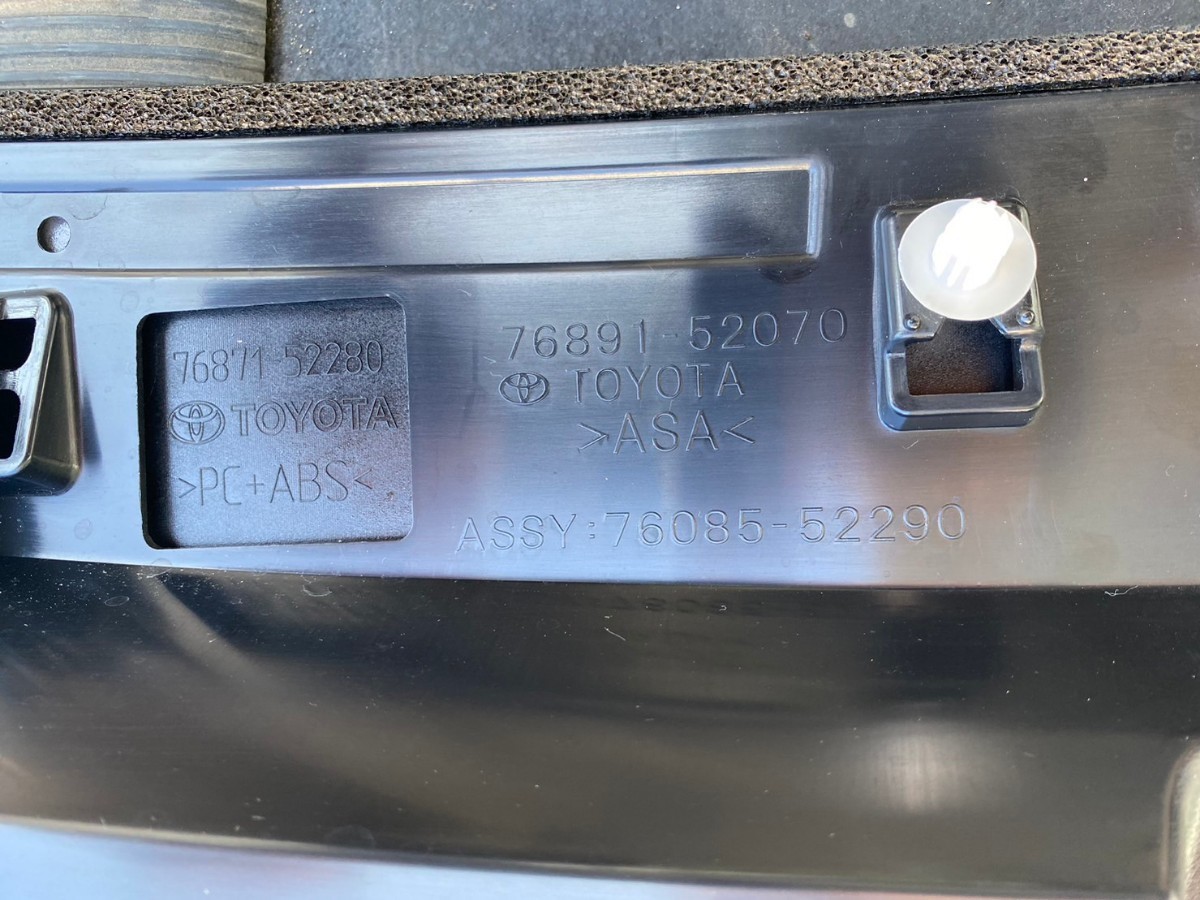 76871-52280
TOYOTA
>PC+ABS<
76891-52070
TOYOTA
>ASA<
ASSY:76085-52290